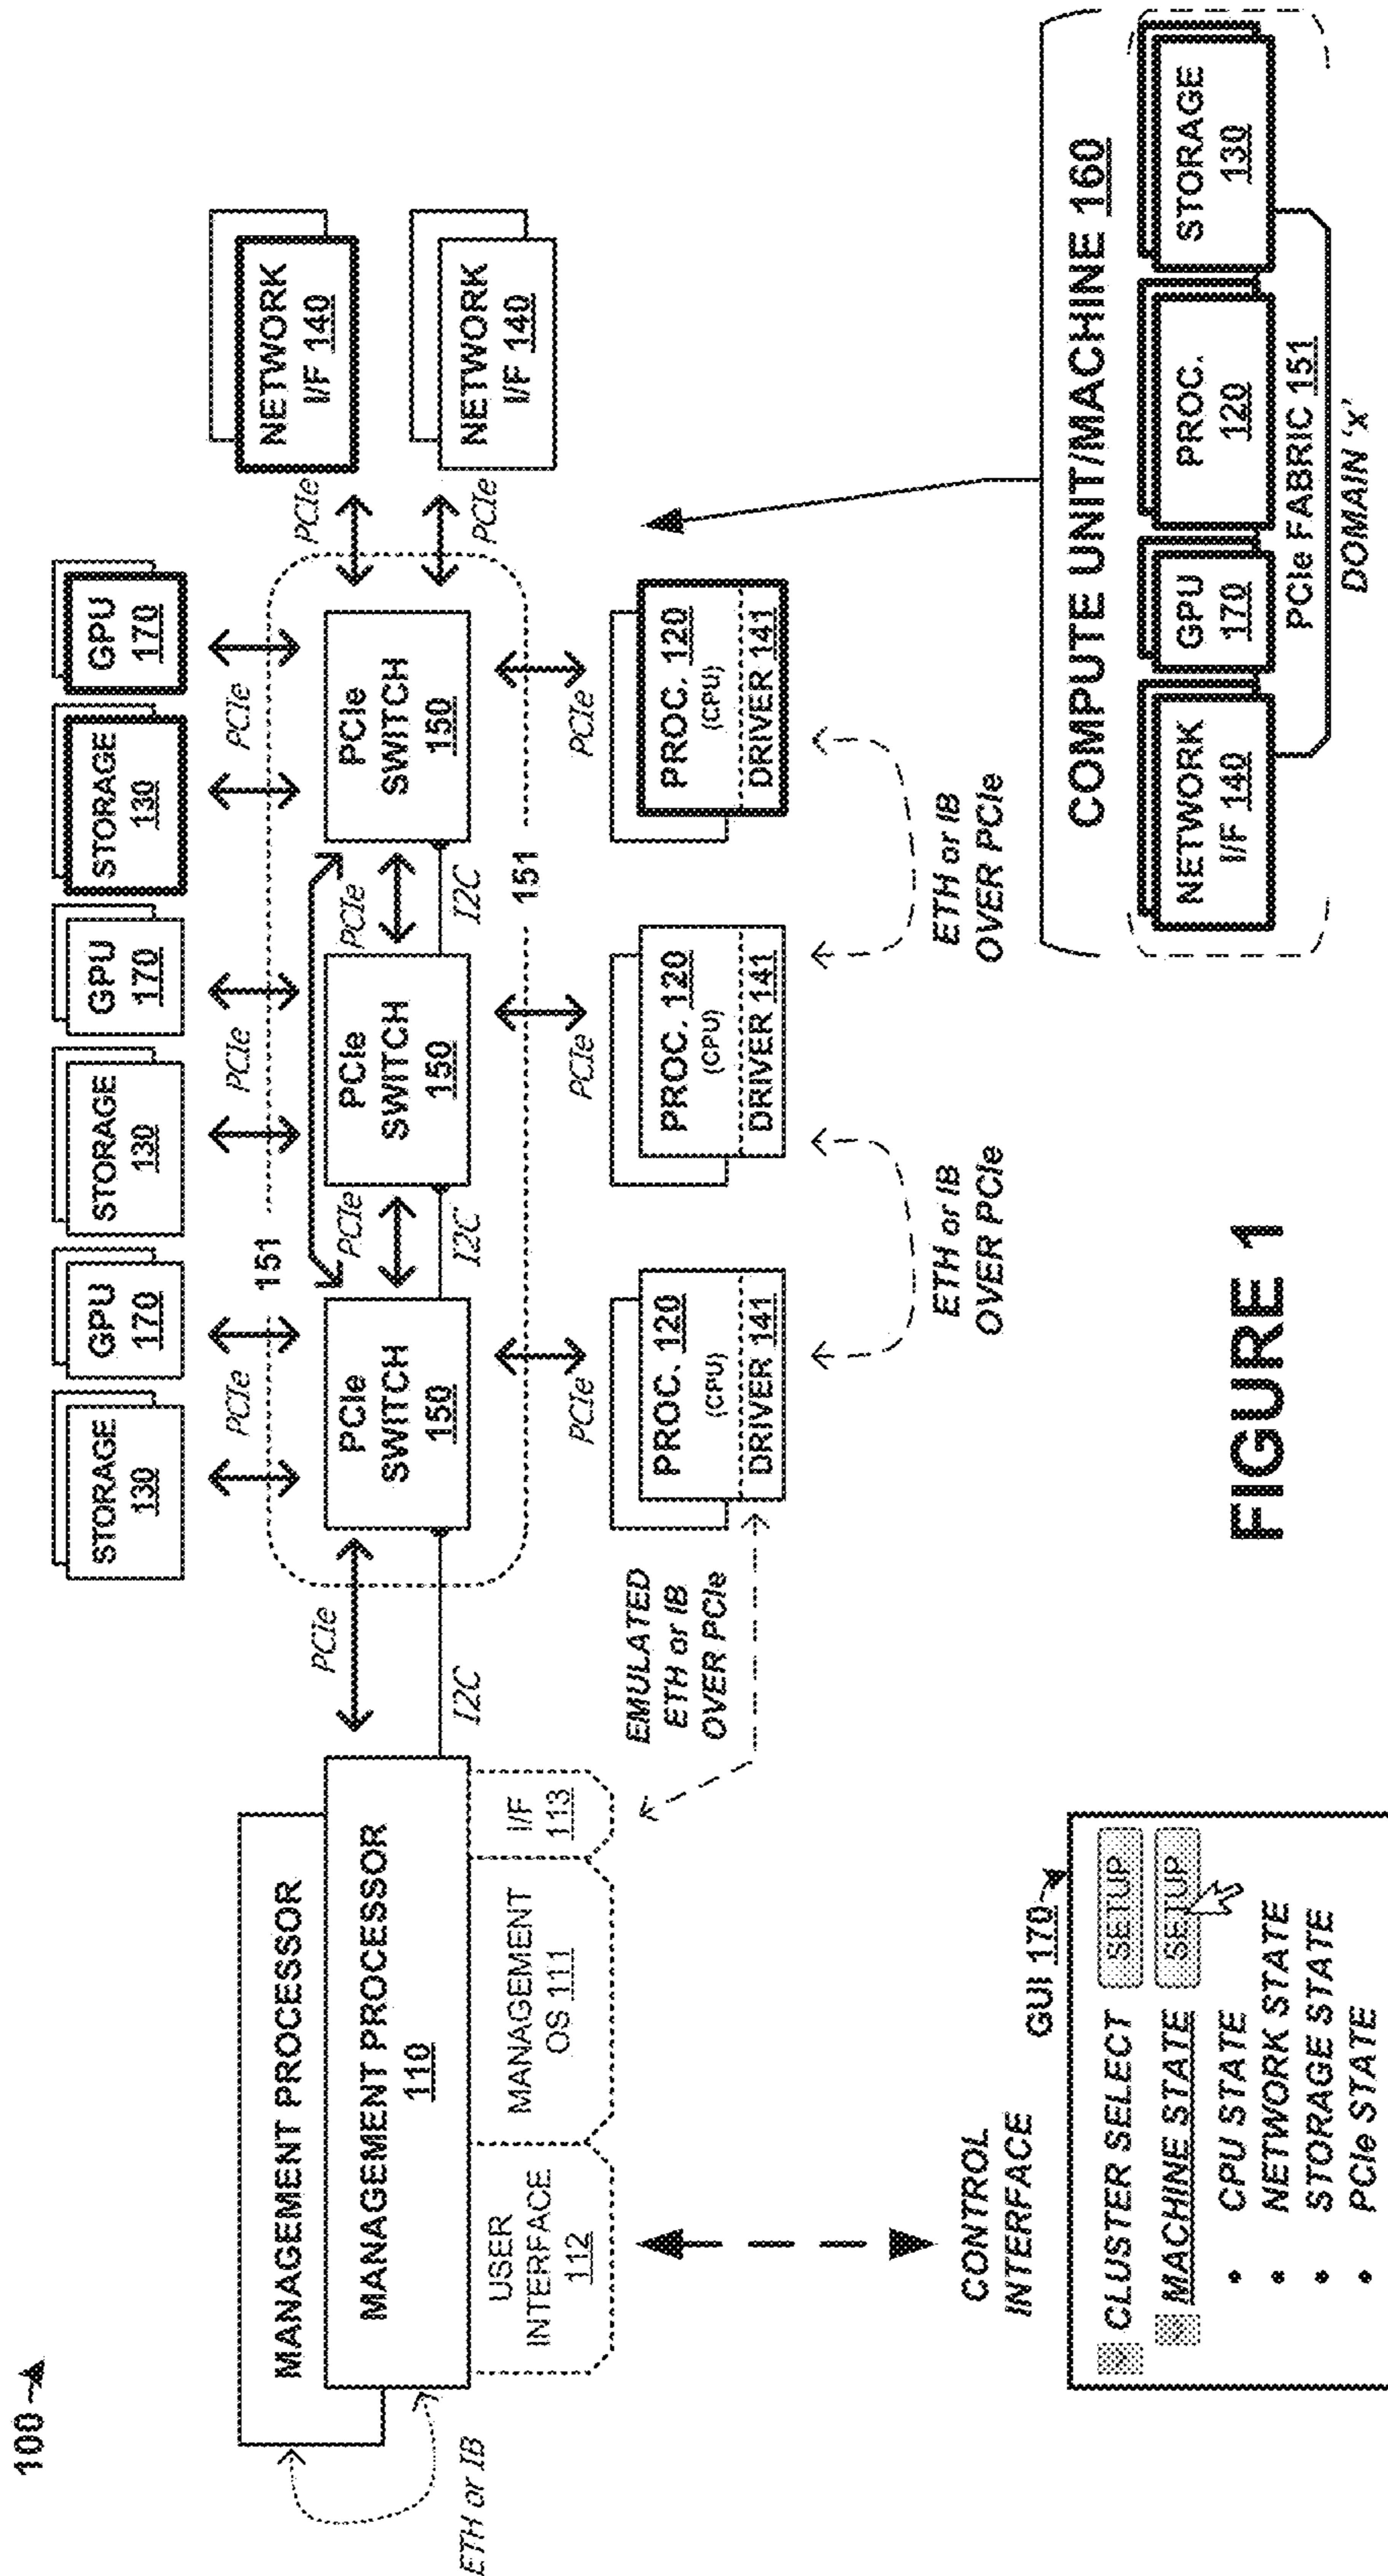 100
MANAGEMENT PROCESSOR
MANAGEMENT PROCESSOR
110
USER
INTERFACE
112
MANAGEMENT
OS 111
I/F
113
ETH or IB
PCIe
I2C
STORAGE
130
GPU
170
STORAGE
130
GPU
170
STORAGE
130
GPU
170
PCIe
PCIe
PCIe
151
PCIe
SWITCH
150
PCIe
I2C
PCIe
SWITCH
150
PCIe
I2C
PCIe
SWITCH
150
151
PCIe
NETWORK
I/F 140
PCIe
NETWORK
I/F 140
PCIe
PCIe
PCIe
PROC. 120
(CPU)
DRIVER 141
PROC. 120
(CPU)
DRIVER 141
PROC. 120
(CPU)
DRIVER 141
EMULATED
ETH or IB
OVER PCIe
ETH or IB
OVER PCIe
ETH or IB
OVER PCIe
CONTROL
INTERFACE
GUI 170
CLUSTER SELECT
SETUP
MACHINE STATE
SETUP
• CPU STATE
• NETWORK STATE
• STORAGE STATE
• PCIe STATE
COMPUTE UNIT/MACHINE 160
NETWORK
I/F 140
GPU
170
PROC.
120
STORAGE
130
PCIe FABRIC 151
DOMAIN 'x'
FIGURE 1